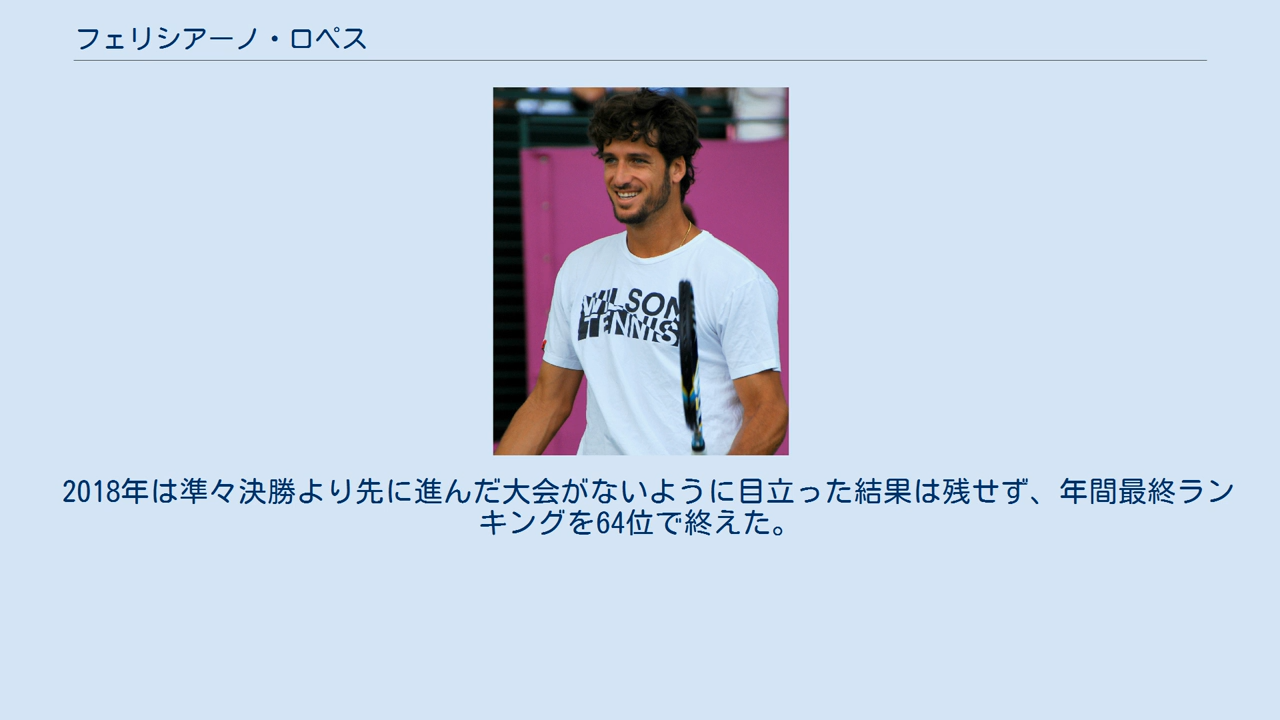 フェリシアーノ・ロペス
WILSON
TENNIS
2018年は準々決勝より先に進んだ大会がないように目立った結果は残せず、年間最終ラン
キングを64位で終えた。